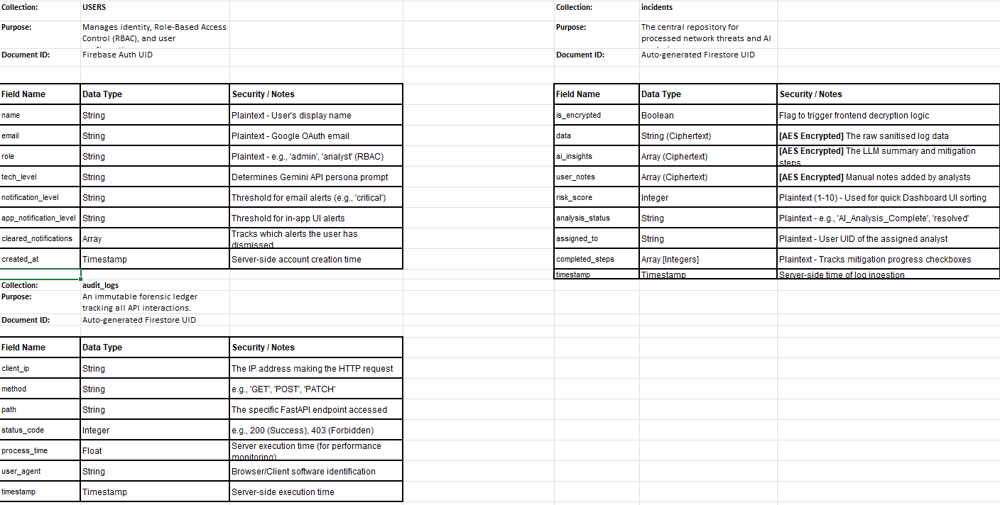 Collection: USERS
Purpose: Manages identity, Role-Based Access
Control (RBAC), and user
Document ID: Firebase Auth UID
Field Name Data Type Security / Notes
name String Plaintext - User's display name
email String Plaintext - Google OAuth email
role String Plaintext - e.g., 'admin', 'analyst' (RBAC)
tech_level String Determines Gemini API persona prompt
notification_level String Threshold for email alerts (e.g., 'critical')
app_notification_level String Threshold for in-app UI alerts
cleared_notifications Array Tracks which alerts the user has
dismissed
created_at Timestamp Server-side account creation time
Collection: incidents
Purpose: The central repository for
processed network threats and AI
Document ID: Auto-generated Firestore UID
Field Name Data Type Security / Notes
is_encrypted Boolean Flag to trigger frontend decryption logic
data String (Ciphertext) [AES Encrypted] The raw sanitised log data
ai_insights Array (Ciphertext) [AES Encrypted] The LLM summary and mitigation
steps
user_notes Array (Ciphertext) [AES Encrypted] Manual notes added by analysts
risk_score Integer Plaintext (1-10) - Used for quick Dashboard UI sorting
analysis_status String Plaintext - e.g., 'AI_Analysis_Complete', 'resolved'
assigned_to String Plaintext - User UID of the assigned analyst
completed_steps Array [Integers] Plaintext - Tracks mitigation progress checkboxes
timestamp Timestamp Server-side time of log ingestion
Collection: audit_logs
Purpose: An immutable forensic ledger
tracking all API interactions.
Document ID: Auto-generated Firestore UID
Field Name Data Type Security / Notes
client_ip String The IP address making the HTTP request
method String e.g., 'GET', 'POST', 'PATCH'
path String The specific FastAPI endpoint accessed
status_code Integer e.g., 200 (Success), 403 (Forbidden)
process_time Float Server execution time (for performance
monitoring)
user_agent String Browser/Client software identification
timestamp Timestamp Server-side execution time